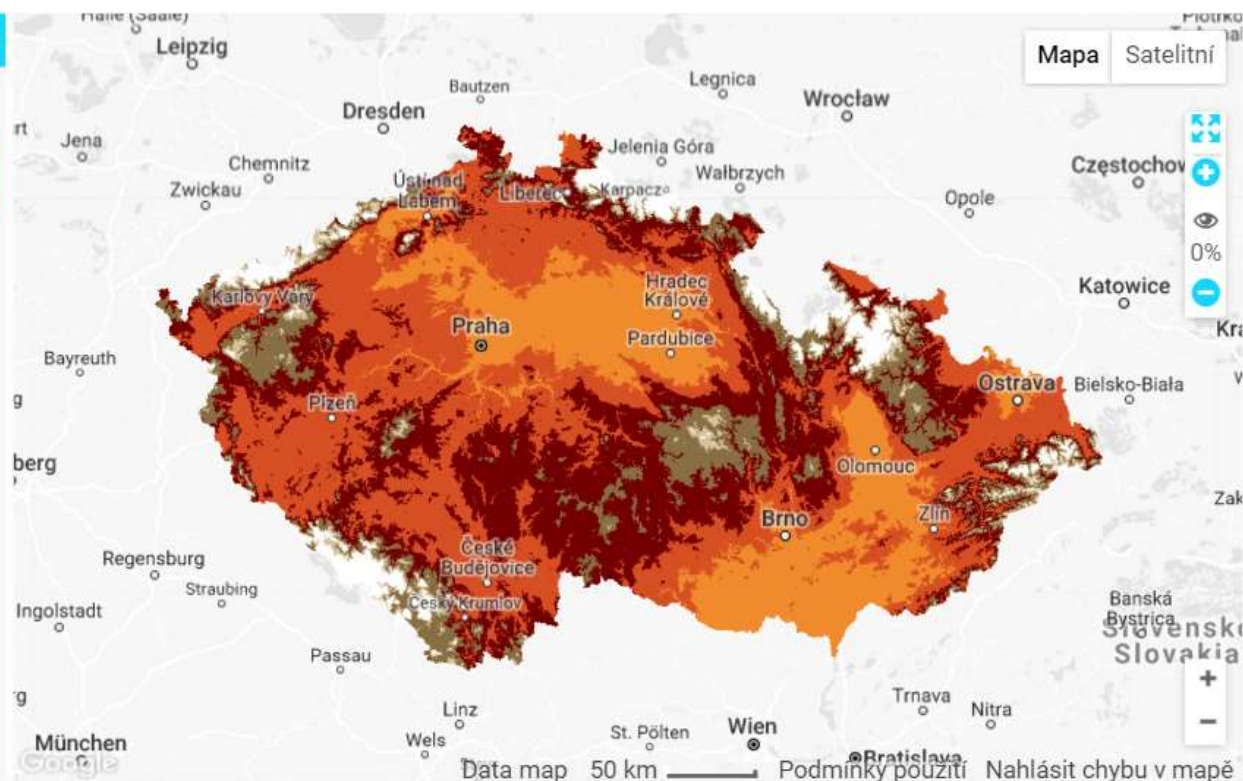 Leipzig
Mapa Satelitní
Bautzen
Legnica
Wrocław
Dresden
Jena
Jelenia Góra
Częstochow
Chemnitz
Wałbrzych
Zwickau
Ústí nad
Labem
Liberec
Karpacz
Opole
0%
Karlovy Vary
Hradec
Králové
Katowice
Praha
Pardubice
Kra
Bayreuth
Ostrava
Bielsko-Biała
Plzeň
berg
Olomouc
Zak
Brno
Zlín
Regensburg
České
Budějovice
Straubing
Ingolstadt
Český Krumlov
Banská
Bystrica
Slovensko
Slovakia
Passau
Trnava
Nitra
Linz
Wien
St. Pölten
München
Wels
Bratislava
Google
Data map 50 km Podmínky použití Nahlásit chybu v mapě